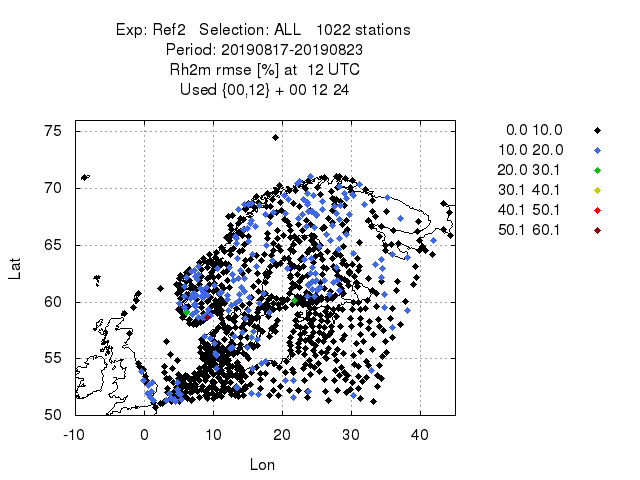 Exp: Ref2 Selection: ALL 1022 stations
Period: 20190817-20190823
Rh2m rmse [%] at 12 UTC
Used {00,12} + 00 12 24
75
70
65
60
55
50
Lat
-10 0 10 20 30 40
Lon
0.0 10.0
10.0 20.0
20.0 30.1
30.1 40.1
40.1 50.1
50.1 60.1